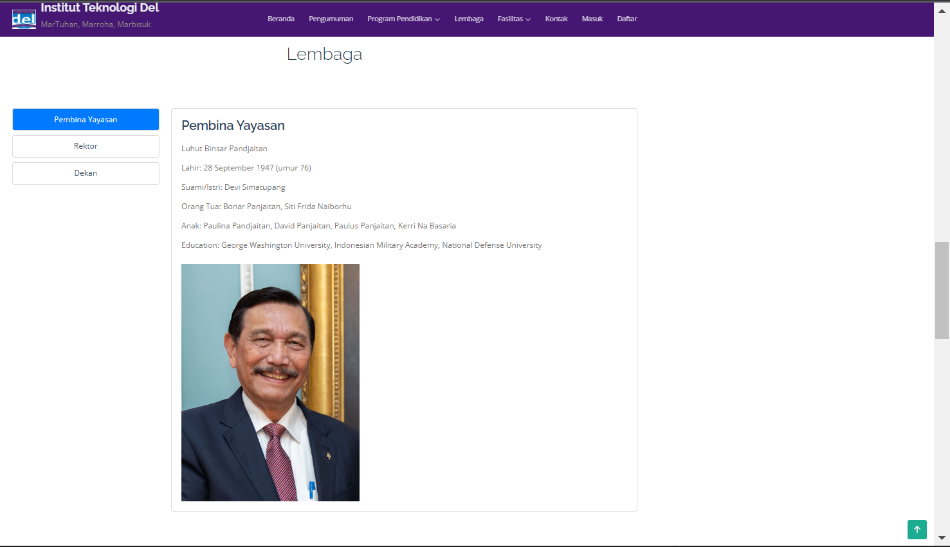 Institut Teknologi Del
del
MarTuhan, Marroha, Marbisuk
Beranda Pengumuman Program Pendidikan Lembaga Fasilitas Kontak Masuk Daftar
Lembaga
Pembina Yayasan
Rektor
Dekan
Pembina Yayasan
Luhut Binsar Pandjaitan
Lahir: 28 September 1947 (umur 76)
Suami/Istri: Devi Simatupang
Orang Tua: Bonar Panjaitan, Siti Frida Naiborhu
Anak: Paulina Pandjaitan, David Panjaitan, Paulus Panjaitan, Kerri Na Basaria
Education: George Washington University, Indonesian Military Academy, National Defense University